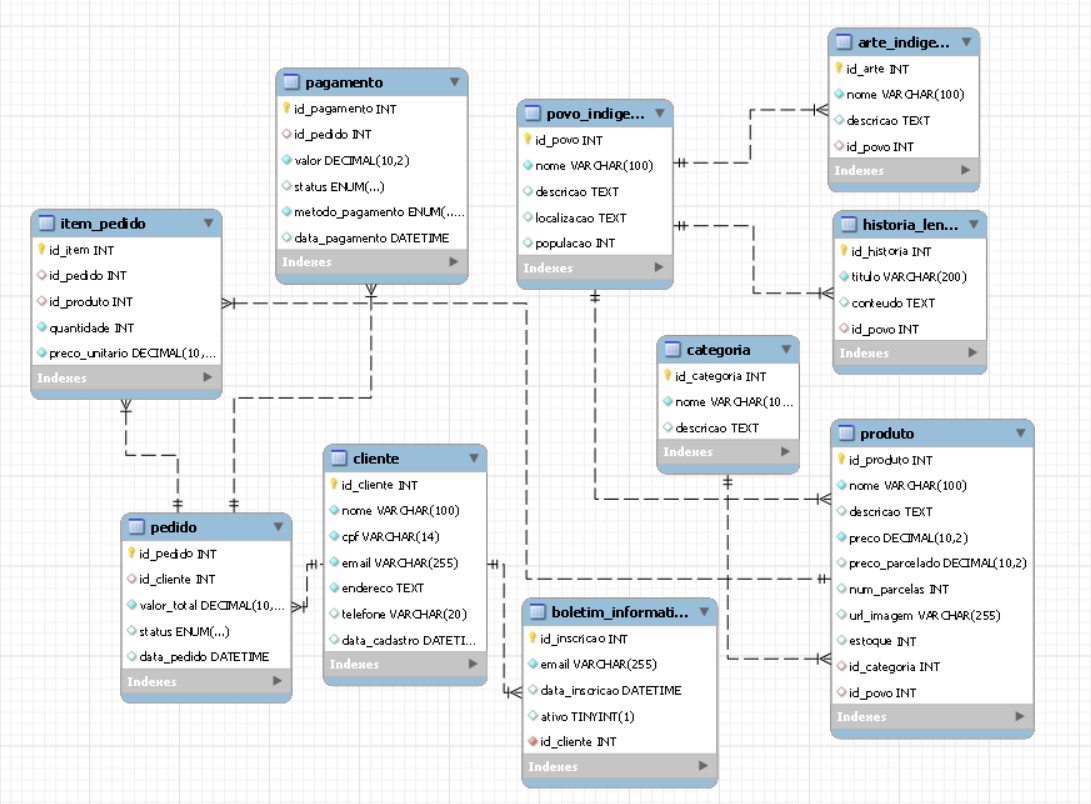 arte_indige...
id_arte INT
nome VARCHAR(100)
descricao TEXT
id_povo INT
Indexes
pagamento
id_pagamento INT
id_pedido INT
valor DECIMAL(10,2)
status ENUM(...)
metodo_pagamento ENUM(.....
data_pagamento DATETIME
Indexes
povo_indige...
id_povo INT
nome VARCHAR(100)
descricao TEXT
localizacao TEXT
populacao INT
Indexes
item_pedido
id_item INT
id_pedido INT
id_produto INT
quantidade INT
preco_unitario DECIMAL(10,...
Indexes
historia_len...
id_historia INT
titulo VARCHAR(200)
conteudo TEXT
id_povo INT
Indexes
categoria
id_categoria INT
nome VARCHAR(10...
descricao TEXT
Indexes
produto
id_produto INT
nome VARCHAR(100)
descricao TEXT
preco DECIMAL(10,2)
preco_parcelado DECIMAL(10,2)
num_parcelas INT
url_imagem VARCHAR(255)
estoque INT
id_categoria INT
id_povo INT
Indexes
cliente
id_cliente INT
nome VARCHAR(100)
cpf VARCHAR(14)
email VARCHAR(255)
endereco TEXT
telefone VARCHAR(20)
data_cadastro DATETI...
Indexes
pedido
id_pedido INT
id_cliente INT
valor_total DECIMAL(10,...
status ENUM(...)
data_pedido DATETIME
Indexes
boletim_informati...
id_inscricao INT
email VARCHAR(255)
data_inscricao DATETIME
ativo TINYINT(1)
id_cliente INT
Indexes